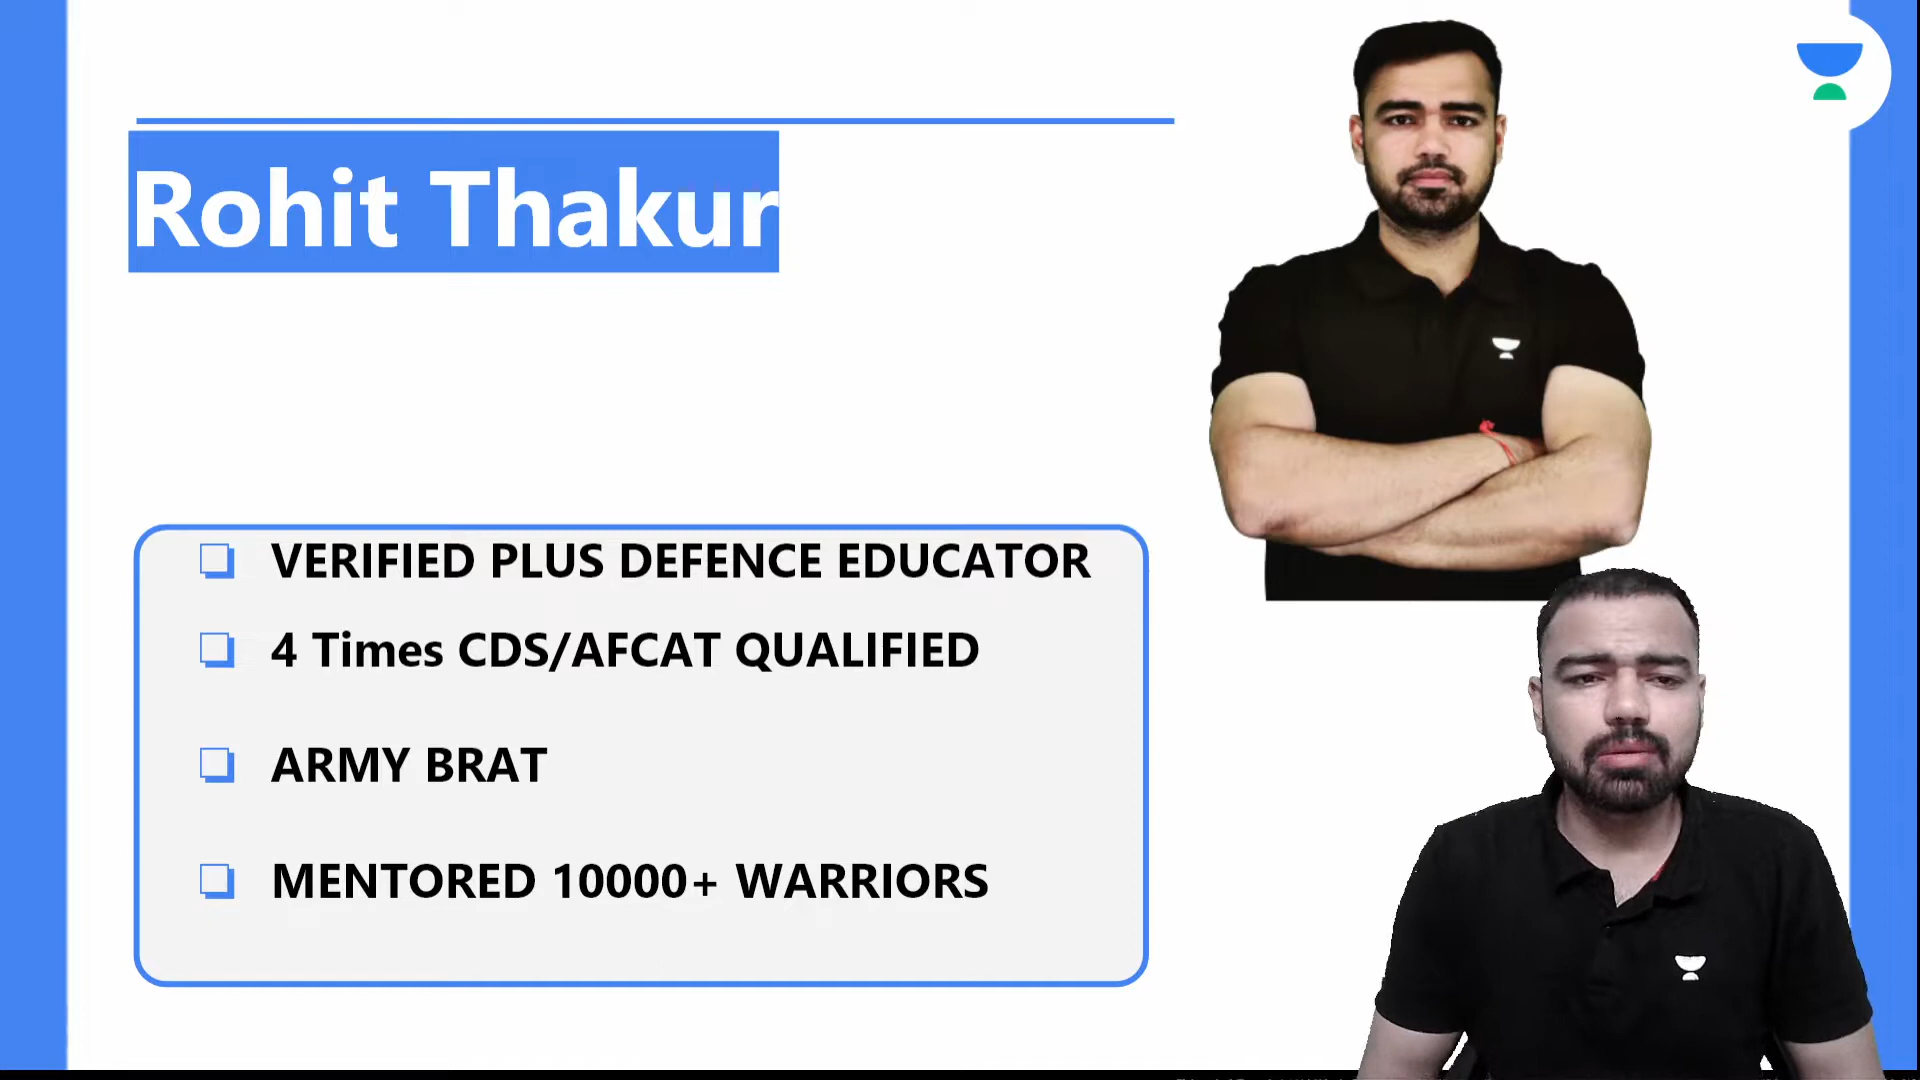 Rohit Thakur
VERIFIED PLUS DEFENCE EDUCATOR
4 Times CDS/AFCAT QUALIFIED
ARMY BRAT
MENTORED 10000+ WARRIORS